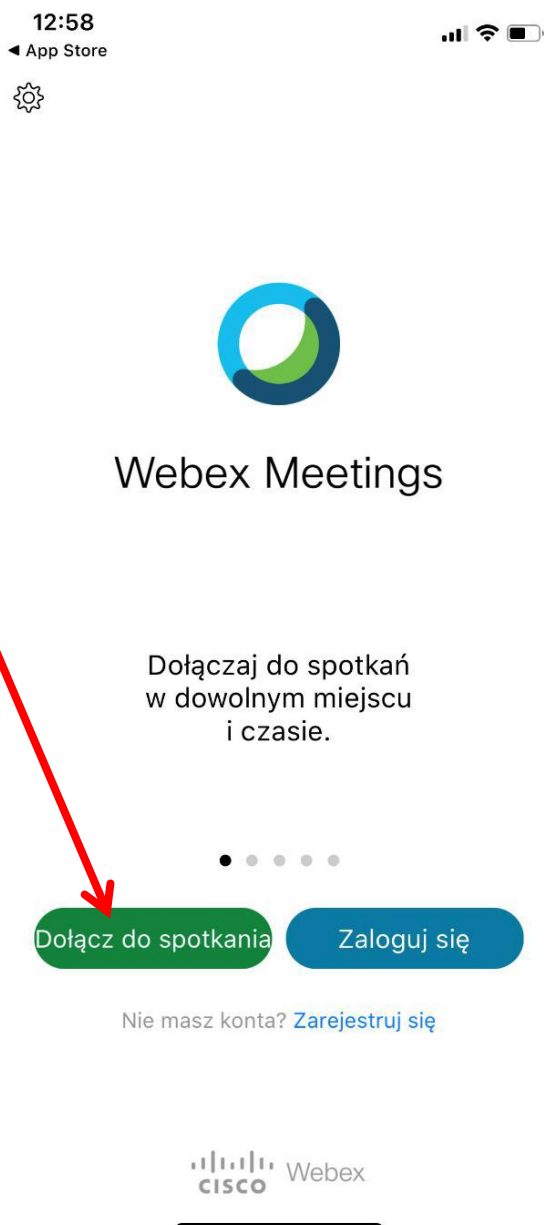 12:58
◀ App Store
Webex Meetings
Dołączaj do spotkań
w dowolnym miejscu
i czasie.
Dołącz do spotkania
Zaloguj się
Nie masz konta? Zarejestruj się
CISCO Webex